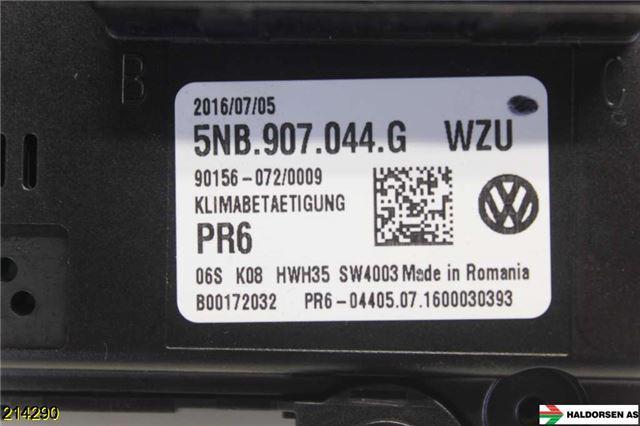 B
2016/07/05
5NB.907.044.G WZU
90156-072/0009
KLIMABETAETIGUNG
PR6
06S K08 HWH35 SW4003 Made in Romania
B00172032 PR6-04405.07.1600030393
214290
HALDORSEN AS